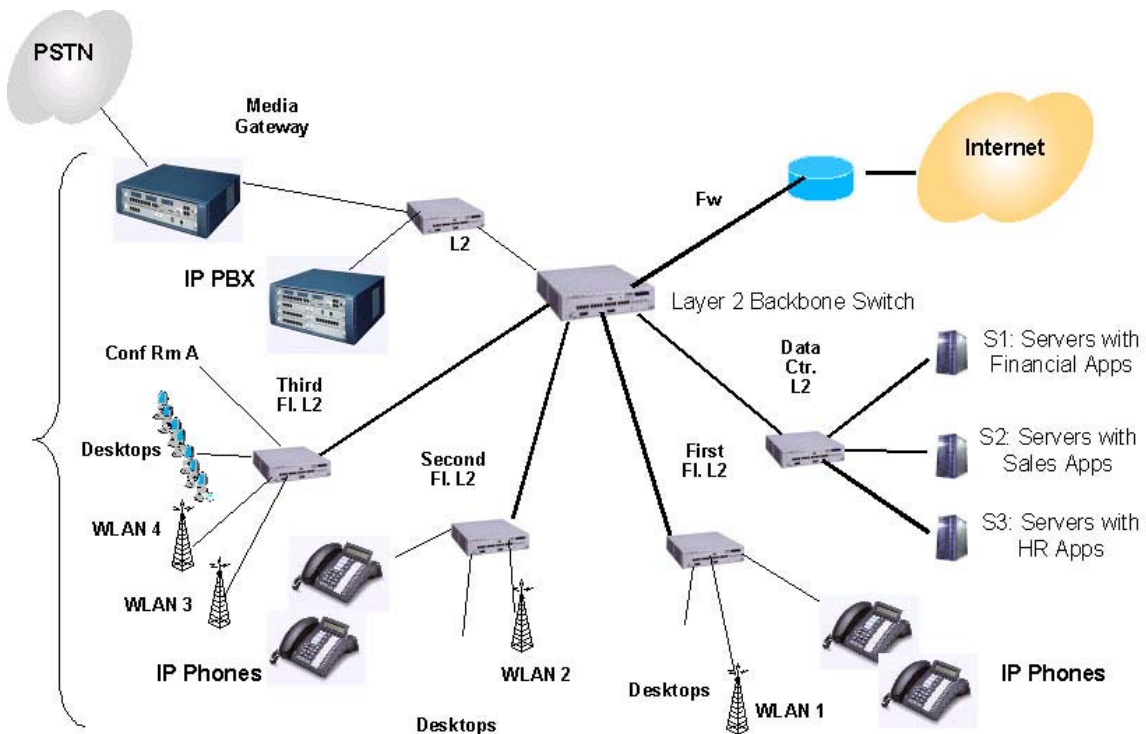 PSTN
Media
Gateway
Internet
Fw
L2
IP PBX
Layer 2 Backbone Switch
Conf Rm A
Third
Fl. L2
Data
Ctr.
L2
S1: Servers with
Financial Apps
Desktops
Second
Fl. L2
First
Fl. L2
S2: Servers with
Sales Apps
WLAN 4
S3: Servers with
HR Apps
WLAN 3
IP Phones
WLAN 2
Desktops
IP Phones
WLAN 1
Desktops